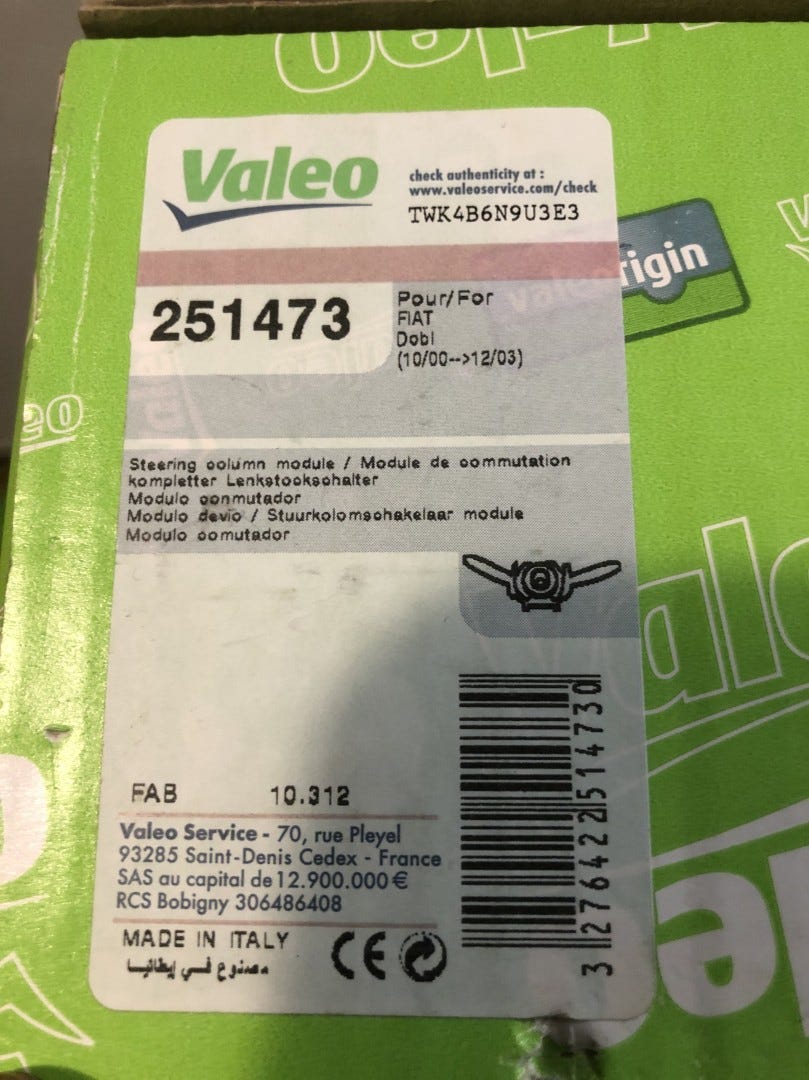 Valeo
check authenticity at :
www.valeoservice.com/check
TWK4B6N9U3E3
rigin
251473
Pour/For
FIAT
Dobl
(10/00-->12/03)
Steering column module / Module de commutation
kompletter Lenkstockschalter
Modulo conmutador
Modulo devio / Stuurkolomschakelaar module
Modulo comutador
FAB 10.312
Valeo Service - 70, rue Pleyel
93285 Saint-Denis Cedex - France
SAS au capital de 12.900.000 €
RCS Bobigny 306486408
MADE IN ITALY
مصنوع في إيطاليا
CE
3 276422 514730